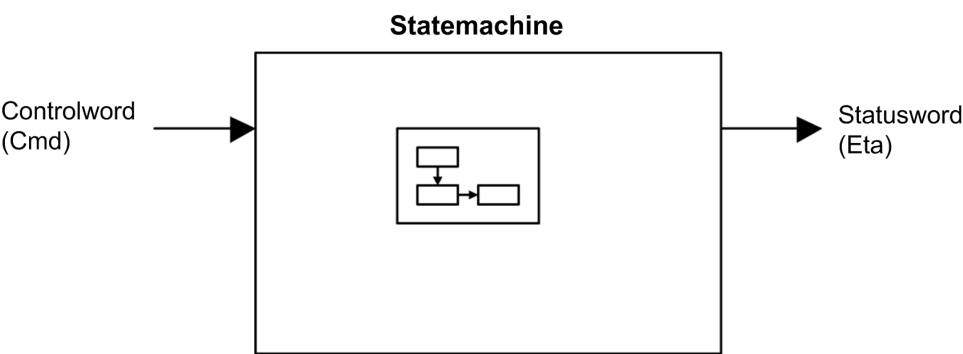 Statemachine
Controlword
(Cmd)
Statusword
(Eta)